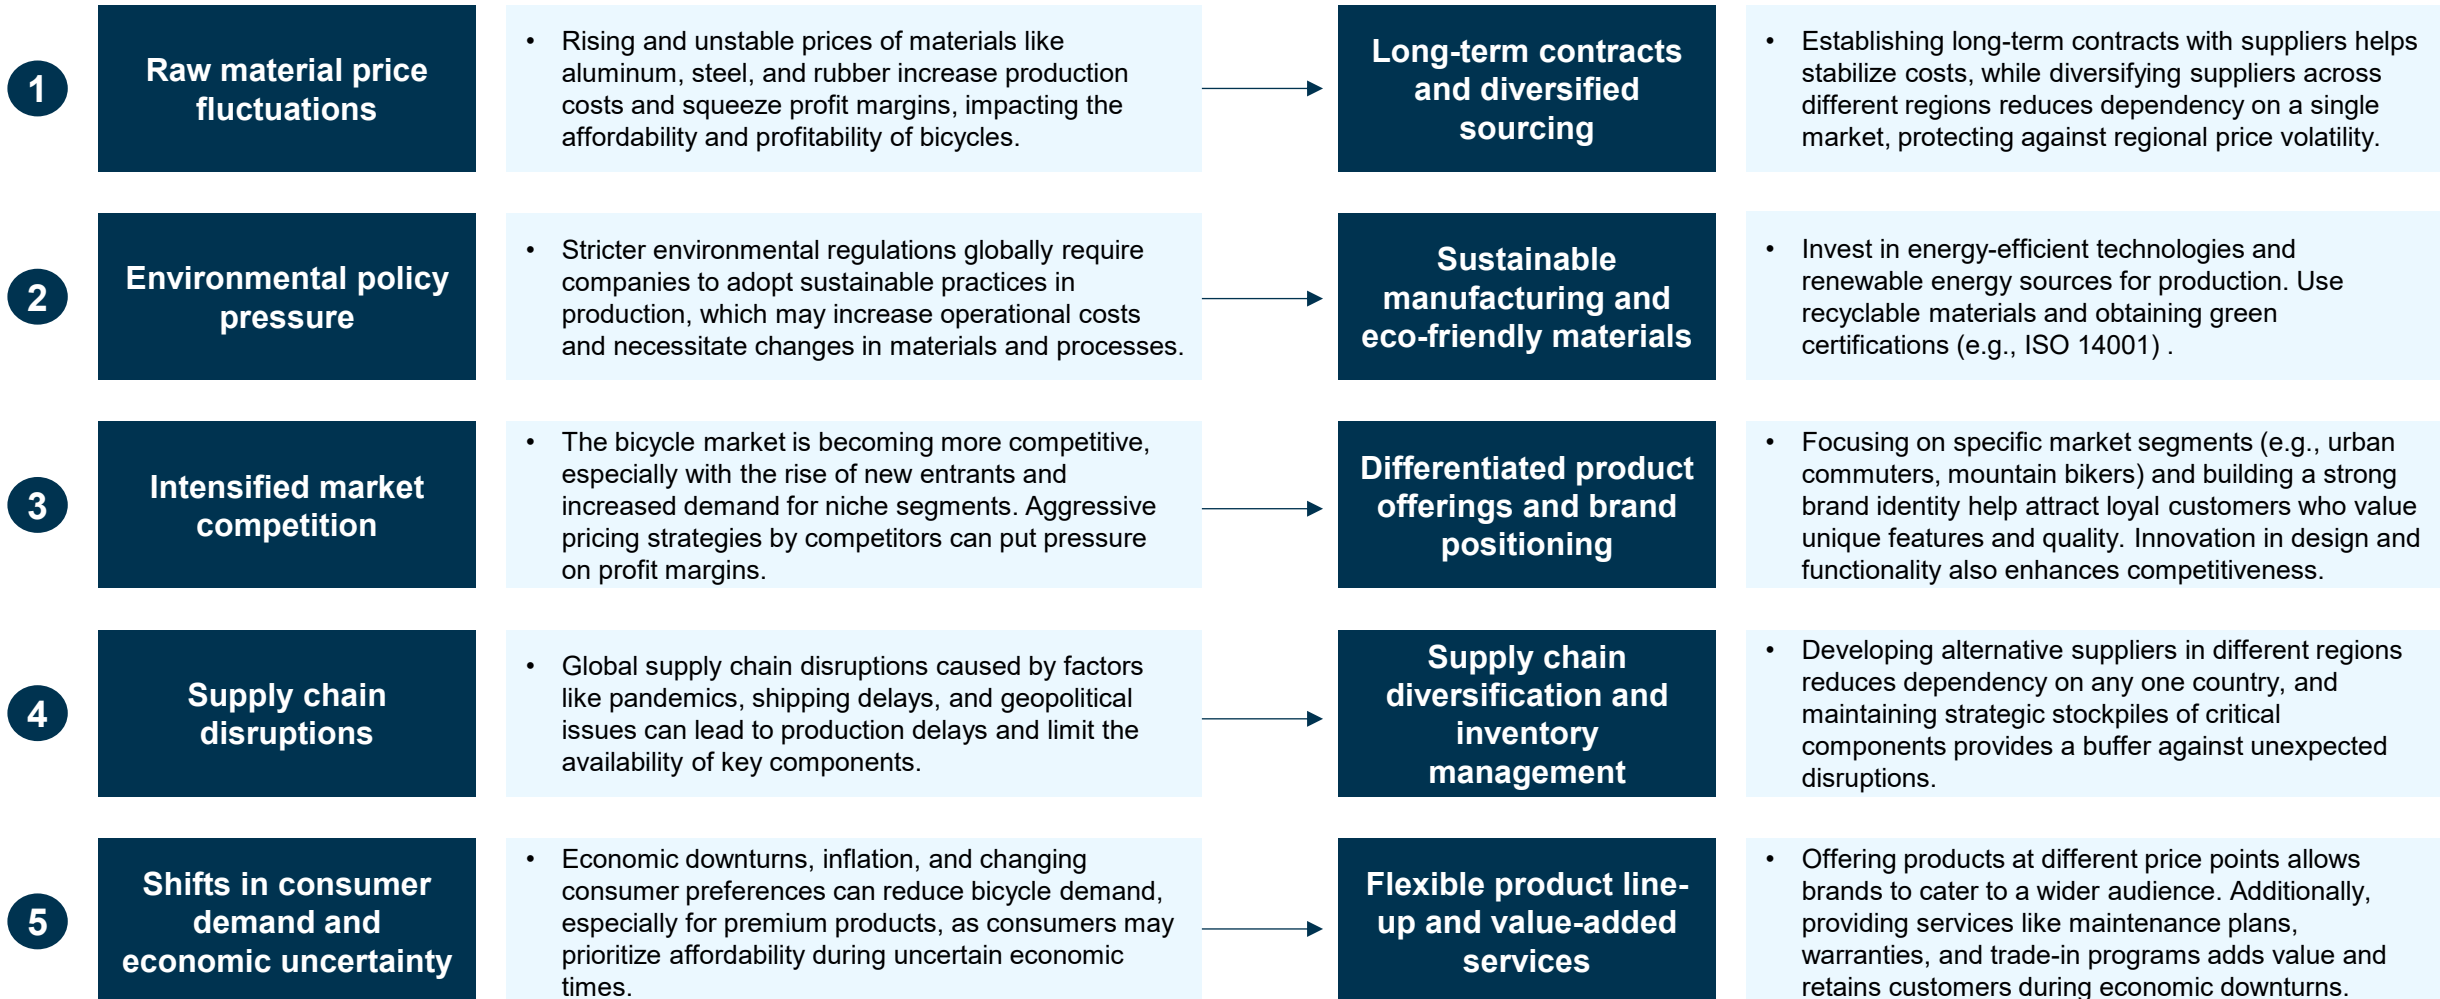 1
Raw material price
fluctuations
• Rising and unstable prices of materials like
aluminum, steel, and rubber increase production
costs and squeeze profit margins, impacting the
affordability and profitability of bicycles.
Long-term contracts
and diversified
sourcing
• Establishing long-term contracts with suppliers helps
stabilize costs, while diversifying suppliers across
different regions reduces dependency on a single
market, protecting against regional price volatility.
2
Environmental policy
pressure
• Stricter environmental regulations globally require
companies to adopt sustainable practices in
production, which may increase operational costs
and necessitate changes in materials and processes.
Sustainable
manufacturing and
eco-friendly materials
• Invest in energy-efficient technologies and
renewable energy sources for production. Use
recyclable materials and obtaining green
certifications (e.g., ISO 14001) .
3
Intensified market
competition
• The bicycle market is becoming more competitive,
especially with the rise of new entrants and
increased demand for niche segments. Aggressive
pricing strategies by competitors can put pressure
on profit margins.
Differentiated product
offerings and brand
positioning
• Focusing on specific market segments (e.g., urban
commuters, mountain bikers) and building a strong
brand identity help attract loyal customers who value
unique features and quality. Innovation in design and
functionality also enhances competitiveness.
4
Supply chain
disruptions
• Global supply chain disruptions caused by factors
like pandemics, shipping delays, and geopolitical
issues can lead to production delays and limit the
availability of key components.
Supply chain
diversification and
inventory
management
• Developing alternative suppliers in different regions
reduces dependency on any one country, and
maintaining strategic stockpiles of critical
components provides a buffer against unexpected
disruptions.
5
Shifts in consumer
demand and
economic uncertainty
• Economic downturns, inflation, and changing
consumer preferences can reduce bicycle demand,
especially for premium products, as consumers may
prioritize affordability during uncertain economic
times.
Flexible product line-
up and value-added
services
• Offering products at different price points allows
brands to cater to a wider audience. Additionally,
providing services like maintenance plans,
warranties, and trade-in programs adds value and
retains customers during economic downturns.